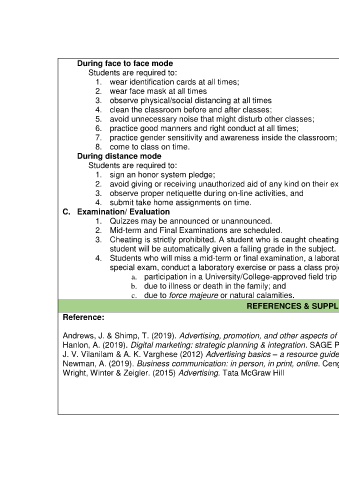 During face to face mode
Students are required to:
1. wear identification cards at all times;
2. wear face mask at all times
3. observe physical/social distancing at all times
4. clean the classroom before and after classes;
5. avoid unnecessary noise that might disturb other classes;
6. practice good manners and right conduct at all times;
7. practice gender sensitivity and awareness inside the classroom;
8. come to class on time.
During distance mode
Students are required to:
1. sign an honor system pledge;
2. avoid giving or receiving unauthorized aid of any kind on their ex
3. observe proper netiquette during on-line activities, and
4. submit take home assignments on time.
C. Examination/ Evaluation
1. Quizzes may be announced or unannounced.
2. Mid-term and Final Examinations are scheduled.
3. Cheating is strictly prohibited. A student who is caught cheating
student will be automatically given a failing grade in the subject.
4. Students who will miss a mid-term or final examination, a laborat
special exam, conduct a laboratory exercise or pass a class proj
a. participation in a University/College-approved field trip
b. due to illness or death in the family; and
c. due to force majeure or natural calamities.
REFERENCES & SUPPL
Reference:
Andrews, J. & Shimp, T. (2019). Advertising, promotion, and other aspects of
Hanlon, A. (2019). Digital marketing: strategic planning & integration. SAGE P
J. V. Vilanilam & A. K. Varghese (2012) Advertising basics – a resource guide
Newman, A. (2019). Business communication: in person, in print, online. Ceng
Wright, Winter & Zeigler. (2015) Advertising. Tata McGraw Hill